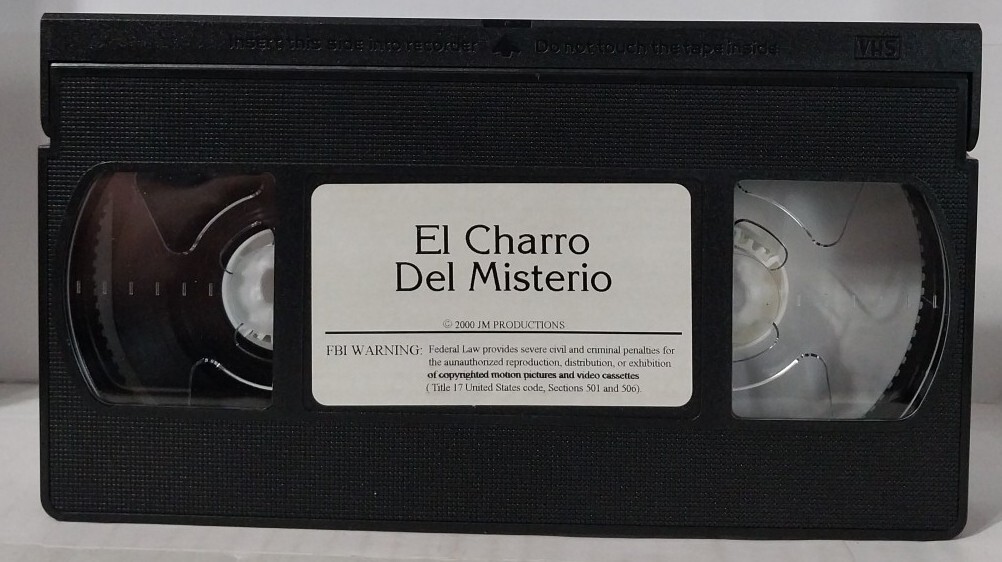 Insert this side into recorder Do not touch the tape inside
VHS
El Charro
Del Misterio
© 2000 JM PRODUCTIONS
FBI WARNING: Federal Law provides severe civil and criminal penalties for
the aunauthorized reproduction, distribution, or exhibition
of copyrighted motion pictures and video cassettes
( Title 17 United States code, Sections 501 and 506).